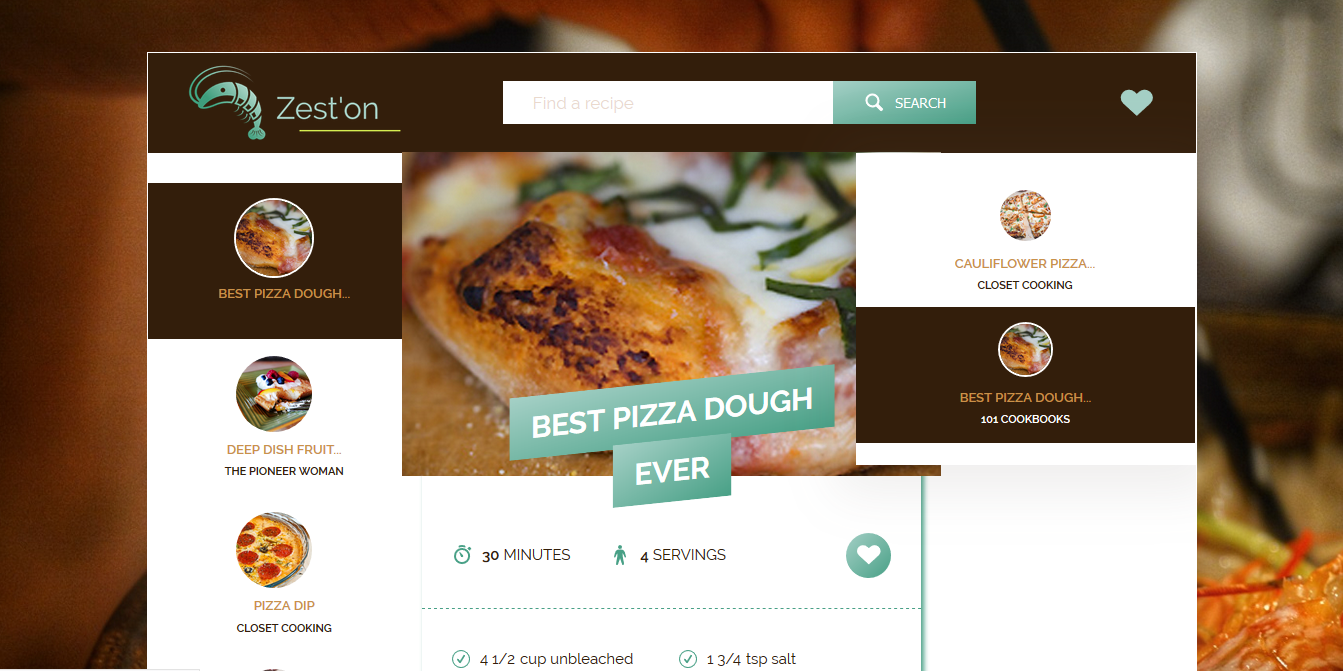 Zest'on
Find a recipe
SEARCH
BEST PIZZA DOUGH...
DEEP DISH FRUIT...
THE PIONEER WOMAN
PIZZA DIP
CLOSET COOKING
BEST PIZZA DOUGH
EVER
30 MINUTES
4 SERVINGS
4 1/2 cup unbleached
1 3/4 tsp salt
CAULIFLOWER PIZZA...
CLOSET COOKING
BEST PIZZA DOUGH...
101 COOKBOOKS